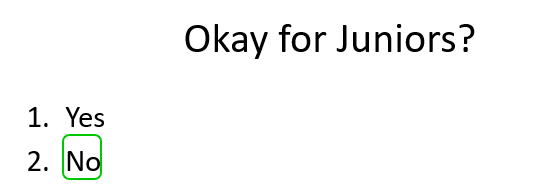 Okay for Juniors?
1. Yes
2. No